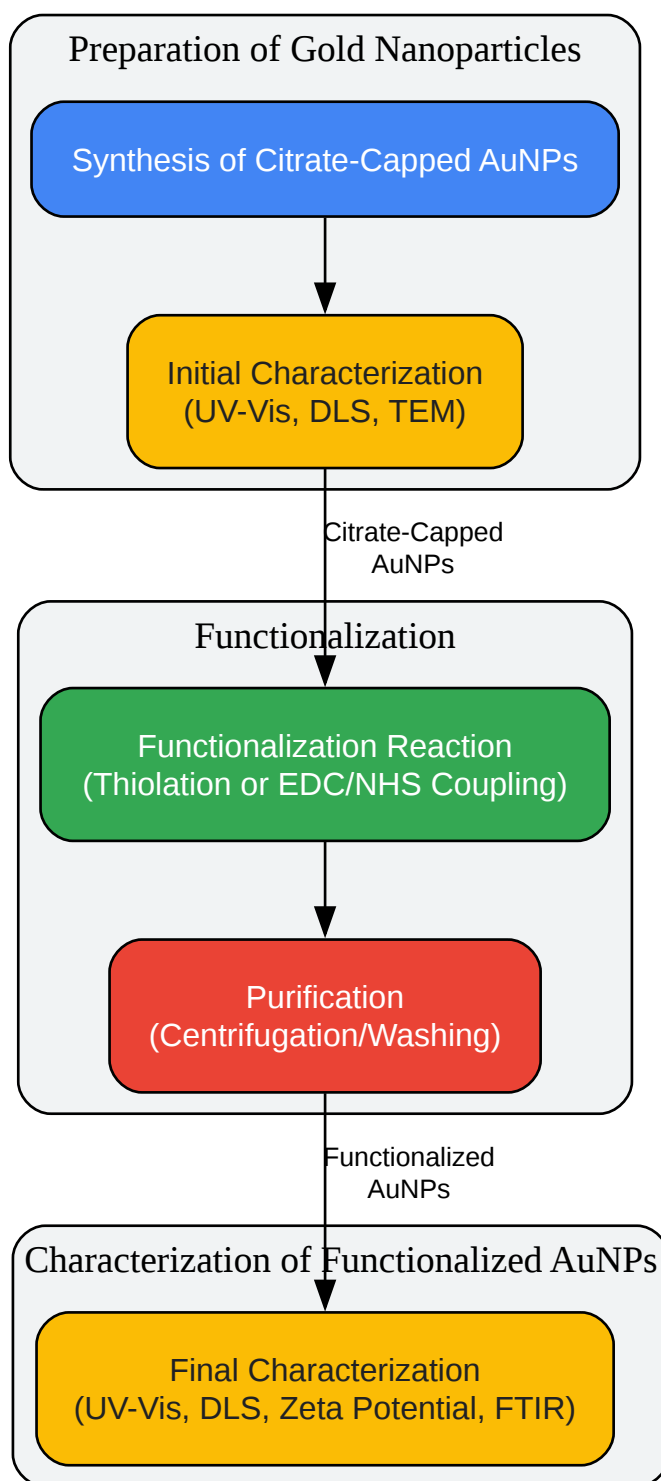 Preparation of Gold Nanoparticles
Synthesis of Citrate-Capped AuNPs
Initial Characterization
(UV-Vis, DLS, TEM)
Citrate-Capped
AuNPs
Functionalization
Functionalization Reaction
(Thiolation or EDC/NHS Coupling)
Purification
(Centrifugation/Washing)
Functionalized
AuNPs
Characterization of Functionalized AuNPs
Final Characterization
(UV-Vis, DLS, Zeta Potential, FTIR)